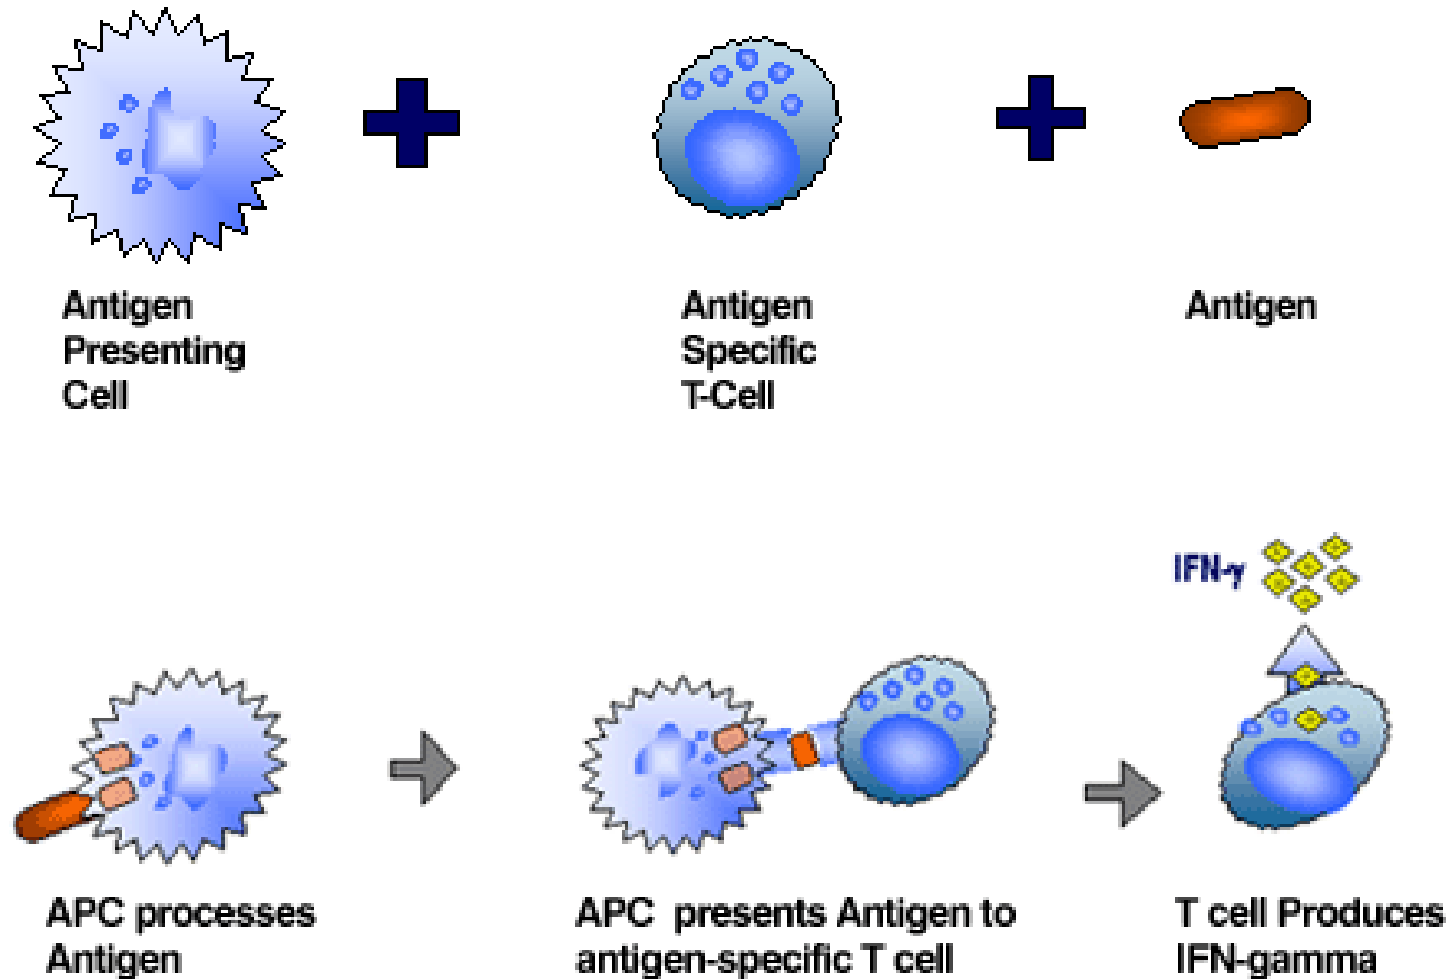 Antigen
Presenting
Cell
Antigen
Specific
T-Cell
Antigen
IFN-γ
APC processes
Antigen
APC presents Antigen to
antigen-specific T cell
T cell Produces
IFN-gamma